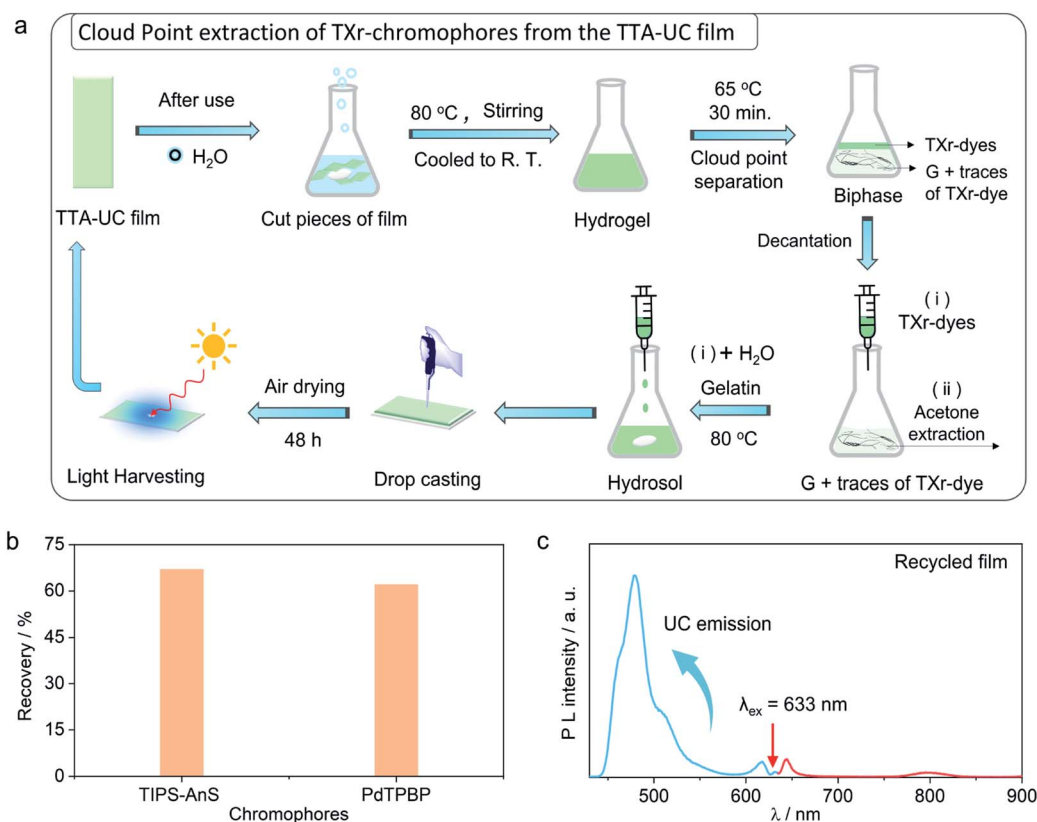 a
Cloud Point extraction of TXr-chromophores from the TTA-UC film
After use
H₂O
80 °C , Stirring
Cooled to R. T.
65 °C
30 min.
Cloud point
separation
TXr-dyes
G + traces
of TXr-dye
TTA-UC film
Cut pieces of film
Hydrogel
Biphase
Decantation
( i )
TXr-dyes
( i ) + H₂O
Gelatin
80 °C
( ii )
Acetone
extraction
Air drying
48 h
Light Harvesting
Drop casting
Hydrosol
G + traces of TXr-dye
b
Recovery / %
75
60
45
30
15
0
TIPS-AnS
PdTPBP
Chromophores
c
Recycled film
P L intensity / a. u.
UC emission
λex = 633 nm
500
600
700
800
900
λ / nm